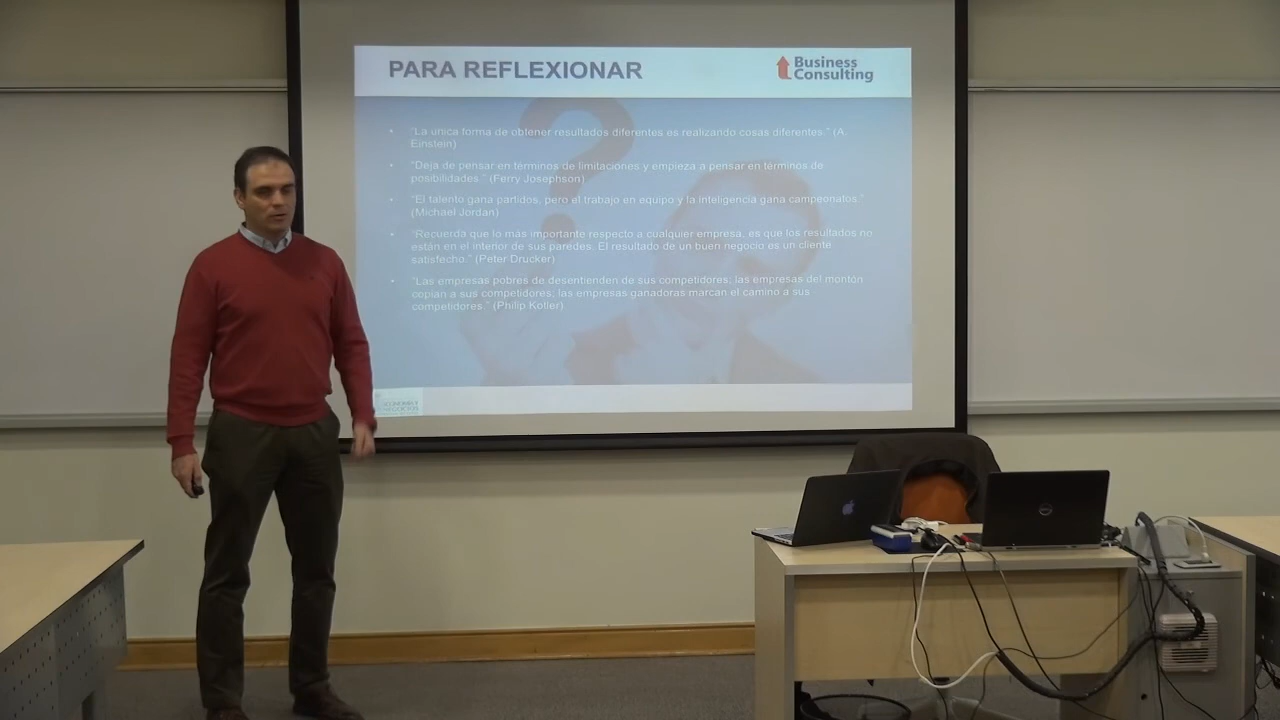 PARA REFLEXIONAR
Business
Consulting
• "La única forma de obtener resultados diferentes es realizando cosas diferentes." (A.
Einstein)
• "Deja de pensar en términos de limitaciones y empieza a pensar en términos de
posibilidades." (Ferry Josephson)
• "El talento gana partidos, pero el trabajo en equipo y la inteligencia gana campeonatos."
(Michael Jordan)
• "Recuerda que lo más importante respecto a cualquier empresa, es que los resultados no
están en el interior de sus paredes. El resultado de un buen negocio es un cliente
satisfecho." (Peter Drucker)
• "Las empresas pobres de desentienden de sus competidores; las empresas del montón
copian a sus competidores; las empresas ganadoras marcan el camino a sus
competidores." (Philip Kotler)
ECONOMÍA Y
NEGOCIOS
DELL